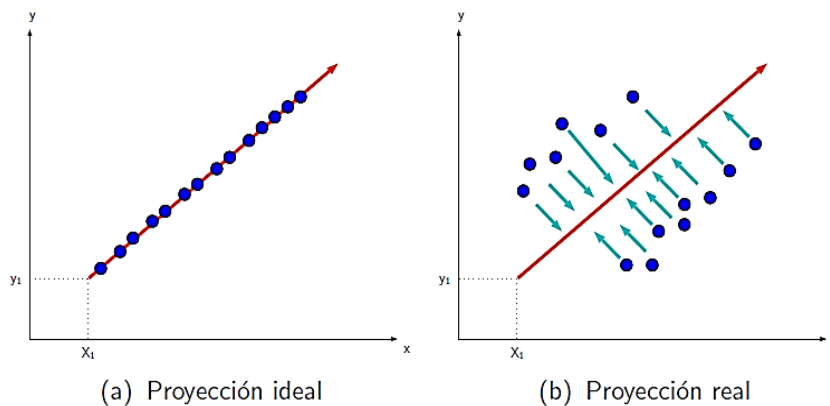 y
y₁
X₁
x
(a) Proyección ideal
y
y₁
X₁
(b) Proyección real